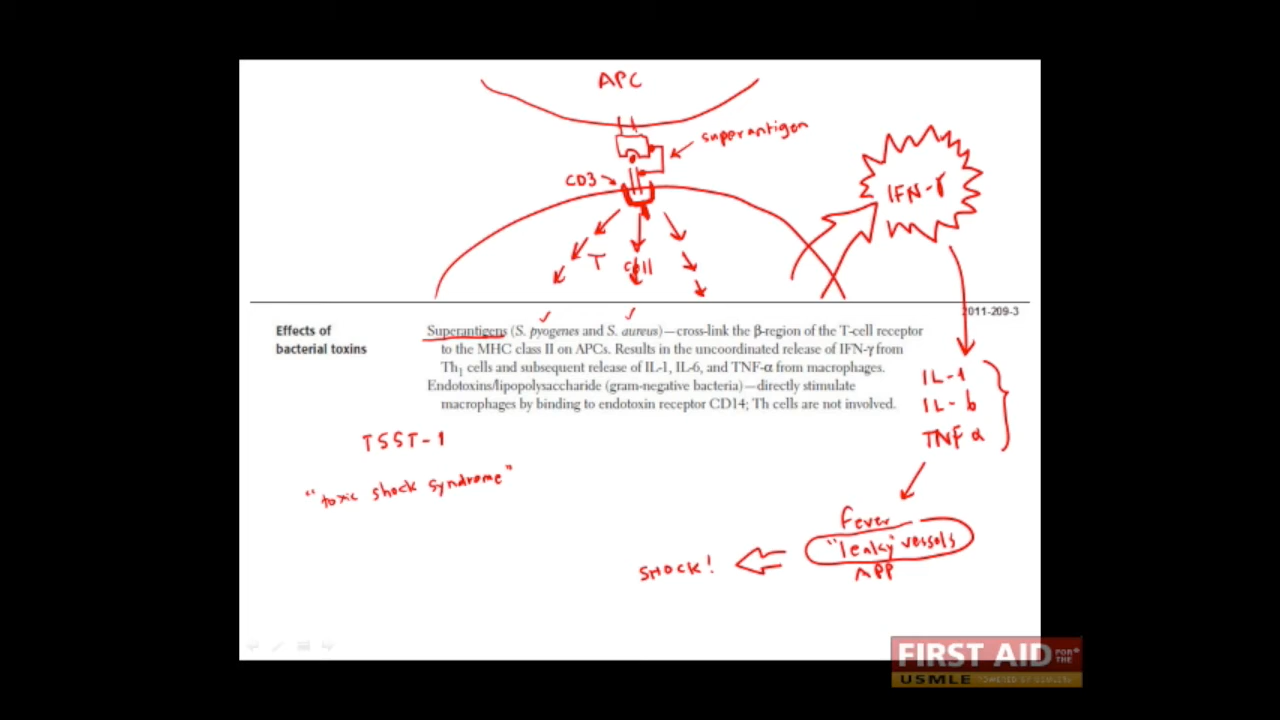 APC
superantigen
CD3
IFN-γ
T cell
2011-209-3
Effects of
bacterial toxins
Superantigens (S. pyogenes and S. aureus)—cross-link the β-region of the T-cell receptor
to the MHC class II on APCs. Results in the uncoordinated release of IFN-γ from
Th1 cells and subsequent release of IL-1, IL-6, and TNF-α from macrophages.
Endotoxins/lipopolysaccharide (gram-negative bacteria)—directly stimulate
macrophages by binding to endotoxin receptor CD14; Th cells are not involved.
IL-1
IL-6
TNF α
TSST-1
"toxic shock syndrome"
Fever
"leaky" vessels
APP
SHOCK!
FIRST AID FOR THE®
USMLE